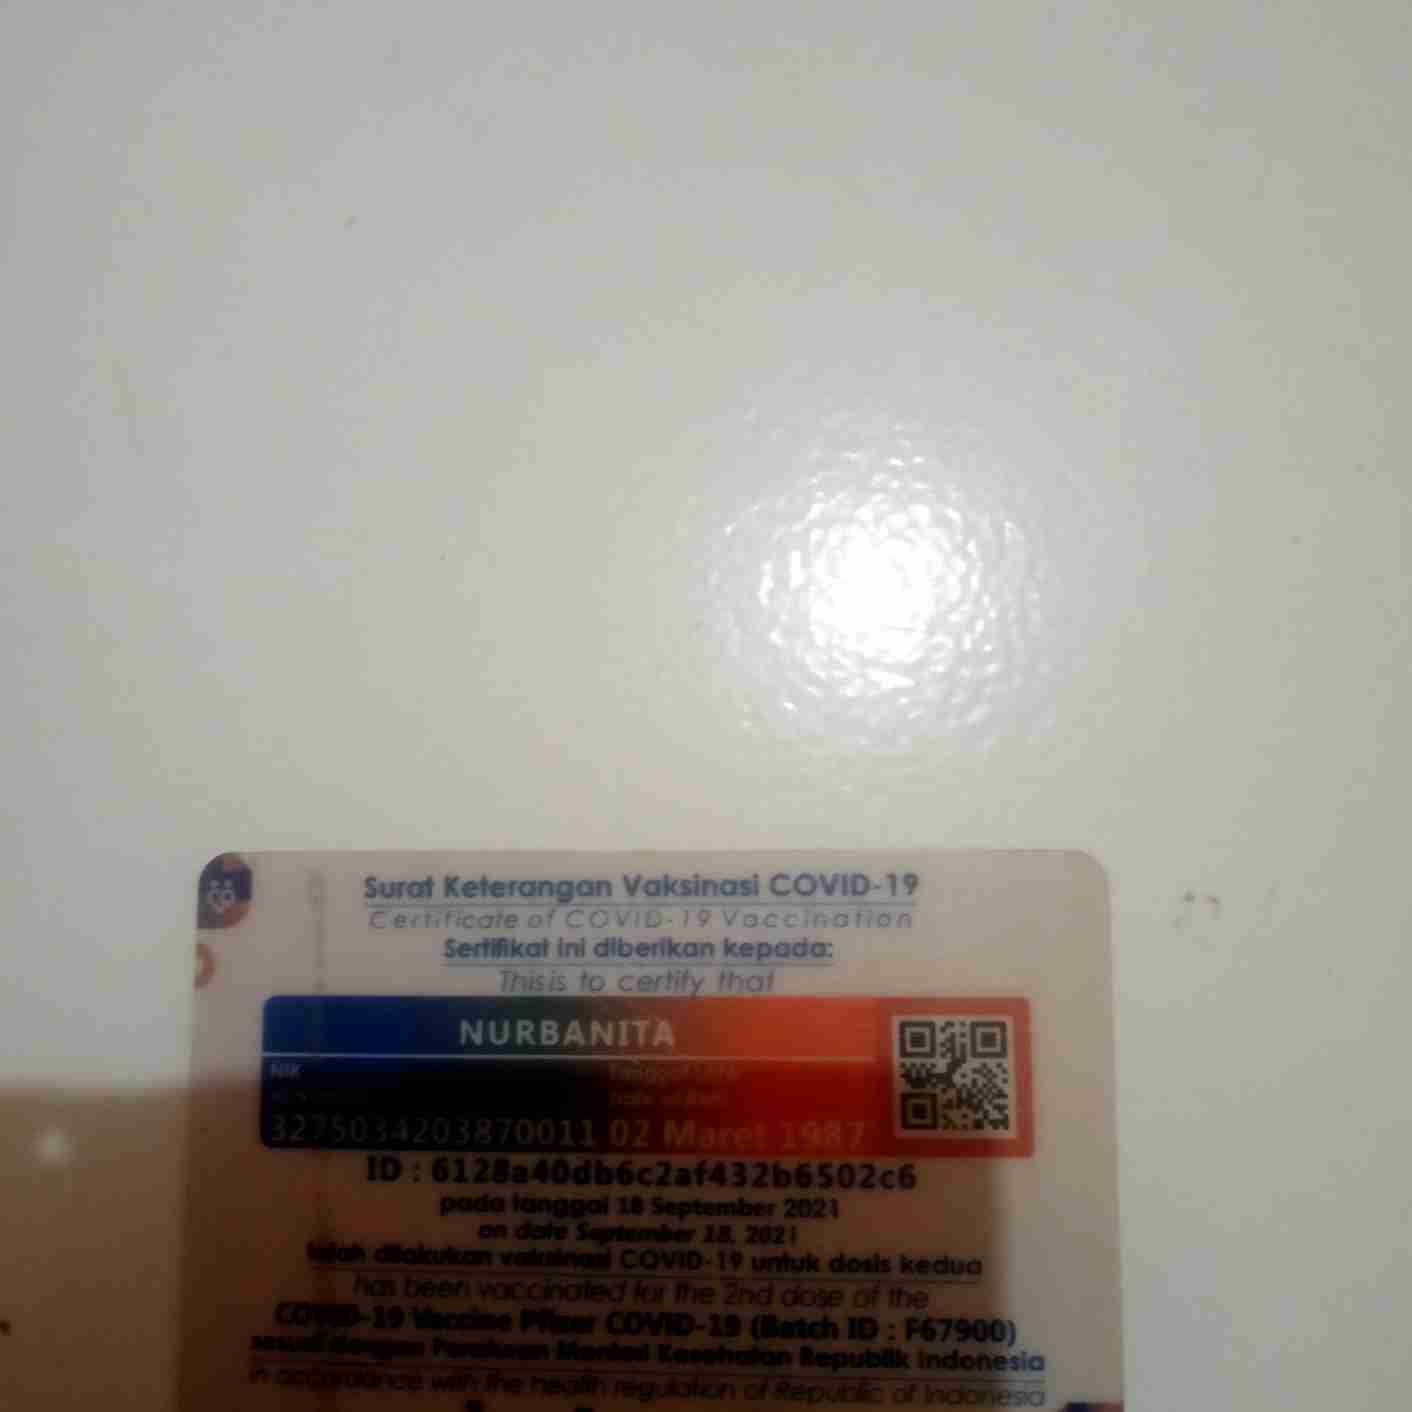 Surat Keterangan Vaksinasi COVID-19
Certificate of COVID-19 Vaccination
Sertifikat ini diberikan kepada:
This is to certify that
NURBANITA
NIK Tanggal Lahir
3275034203870011 02 Maret 1987
ID : 6128a40db6c2af432b6502c6
pada tanggal 18 September 2021
on date September 18, 2021
telah dilakukan vaksinasi COVID-19 untuk dosis kedua
has been vaccinated for the 2nd dose of the
COVID-19 Vaccine Pfizer COVID-19 (Batch ID : F67900)
sesuai dengan Peraturan Menteri Kesehatan Republik Indonesia
in accordance with the health regulation of Republic of Indonesia